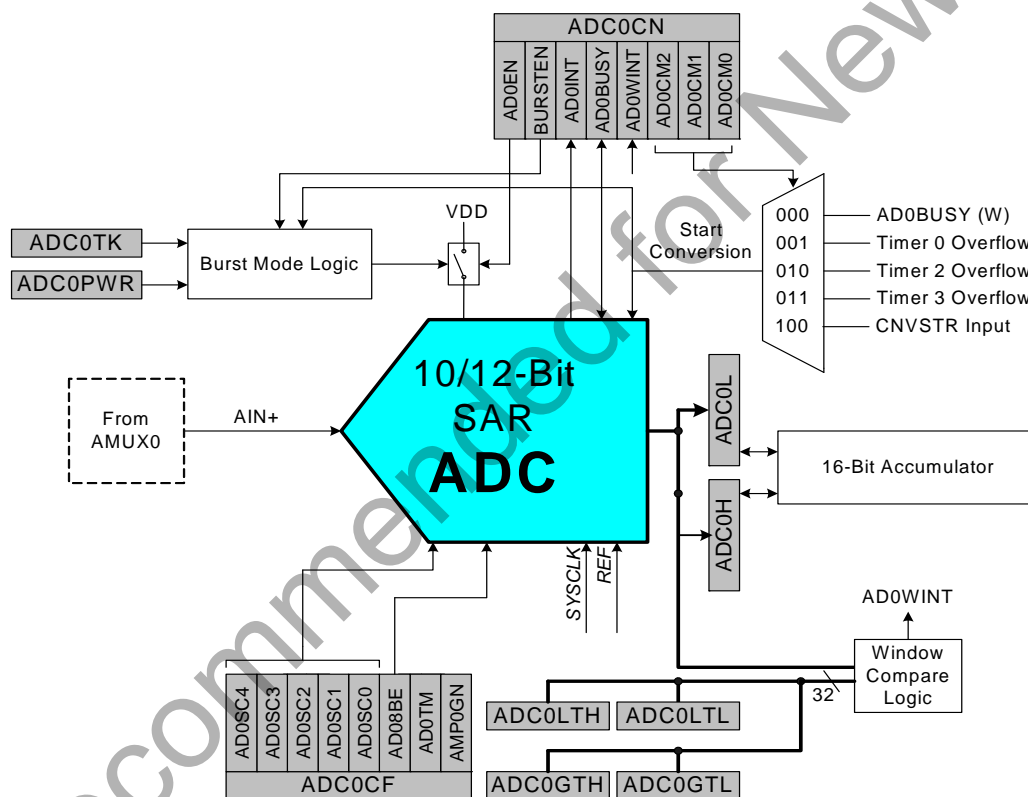 ADC0CN
AD0EN
BURSTEN
AD0INT
AD0BUSY
AD0WINT
AD0CM2
AD0CM1
AD0CM0
VDD
Start
Conversion
000
AD0BUSY (W)
001
Timer 0 Overflow
010
Timer 2 Overflow
011
Timer 3 Overflow
100
CNVSTR Input
ADC0TK
ADC0PWR
Burst Mode Logic
From
AMUX0
AIN+
10/12-Bit
SAR
ADC
ADC0L
ADC0H
16-Bit Accumulator
SYSCLK
REF
AD0WINT
Window
Compare
Logic
32
AD0SC4
AD0SC3
AD0SC2
AD0SC1
AD0SC0
AD08BE
AD0TM
AMP0GN
ADC0CF
ADC0LTH
ADC0LTL
ADC0GTH
ADC0GTL
ecommended for New